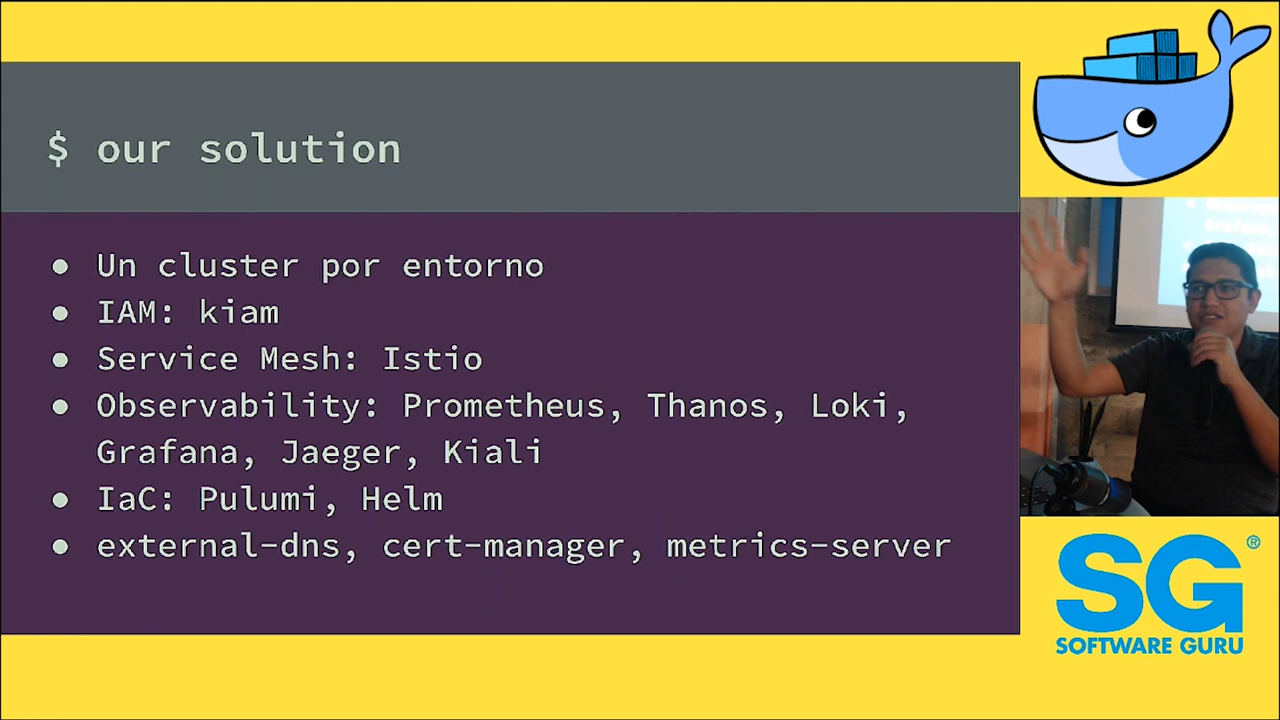 $ our solution
● Un cluster por entorno
● IAM: kiam
● Service Mesh: Istio
● Observability: Prometheus, Thanos, Loki,
Grafana, Jaeger, Kiali
● IaC: Pulumi, Helm
● external-dns, cert-manager, metrics-server
SG®
SOFTWARE GURU